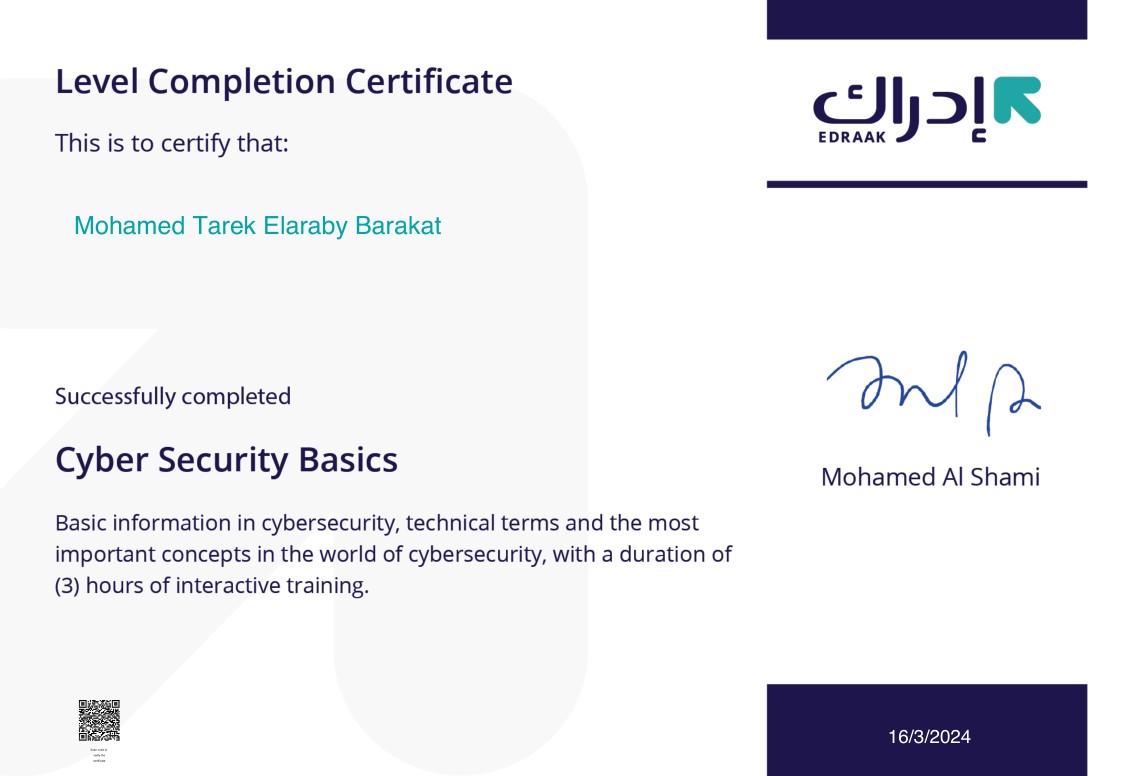 Level Completion Certificate
This is to certify that:
Mohamed Tarek Elaraby Barakat
Successfully completed
Cyber Security Basics
Basic information in cybersecurity, technical terms and the most
important concepts in the world of cybersecurity, with a duration of
(3) hours of interactive training.
إدراك
EDRAAK
Mohamed Al Shami
16/3/2024